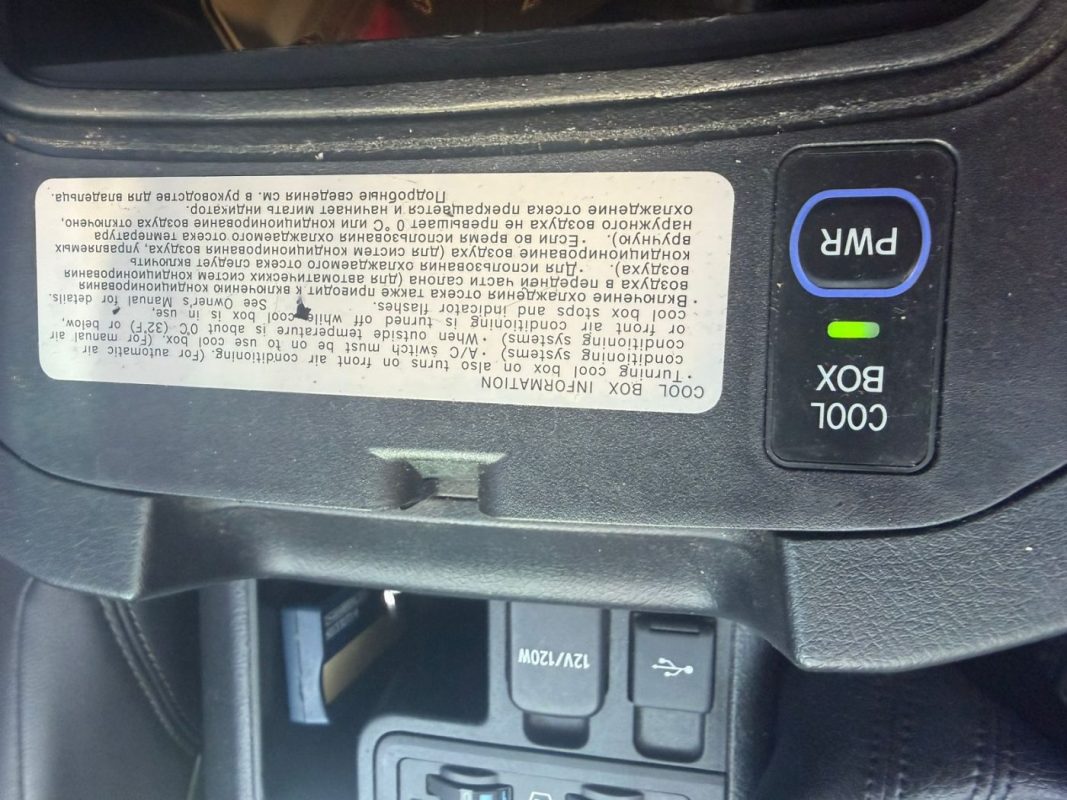 12V/120W
COOL
BOX
PWR
COOL BOX INFORMATION
・Turning cool box on also turns on front air conditioning. (For automatic air
conditioning systems) ・A/C switch must be on to use cool box. (For manual air
conditioning systems) ・When outside temperature is about 0℃ (32℉) or below,
or front air conditioning is turned off while cool box is in use,
cool box stops and indicator flashes. See Owner's Manual for details.
・Включение охлаждения отсека также приводит к включению кондиционирования
воздуха в передней части салона (для автоматических систем кондиционирования
воздуха). ・Для использования охлаждаемого отсека следует включить
кондиционирование воздуха (для систем кондиционирования воздуха, управляемых
вручную). ・Если во время использования охлаждаемого отсека температура
наружного воздуха не превышает 0 °C или кондиционирование воздуха отключено,
охлаждение отсека прекращается и начинает мигать индикатор.
Подробные сведения см. в руководстве для владельца.